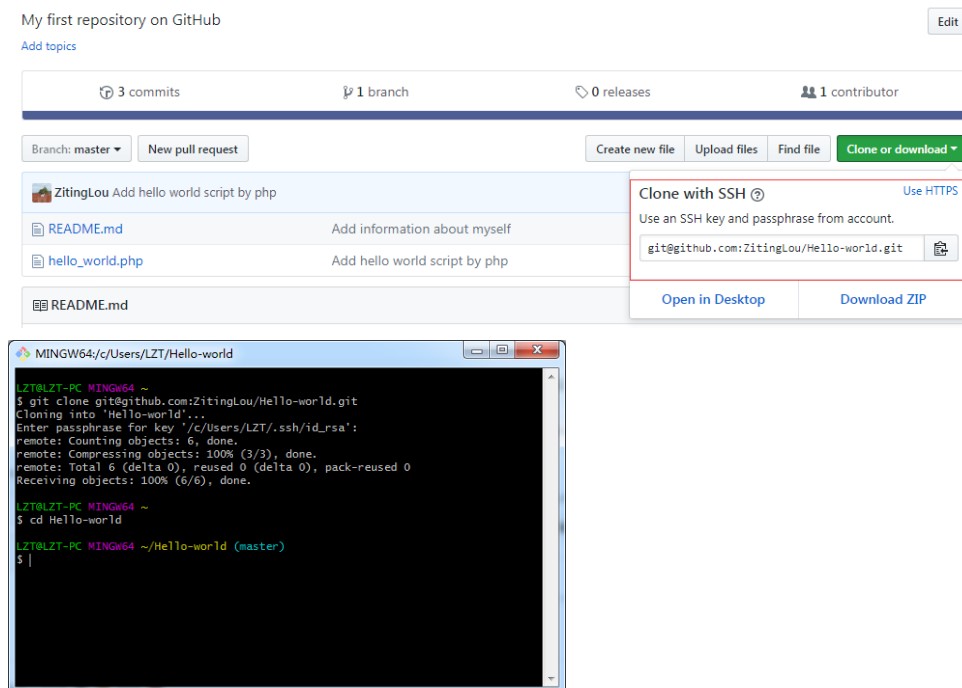 My first repository on GitHub
Edit
Add topics
3 commits 1 branch 0 releases 1 contributor
Branch: master New pull request Create new file Upload files Find file Clone or download
ZitingLou Add hello world script by php
README.md Add information about myself
hello_world.php Add hello world script by php
README.md
Clone with SSH ? Use HTTPS
Use an SSH key and passphrase from account.
git@github.com:ZitingLou/Hello-world.git
Open in Desktop Download ZIP
MINGW64:/c/Users/LZT/Hello-world
LZT@LZT-PC MINGW64 ~
$ git clone git@github.com:ZitingLou/Hello-world.git
Cloning into 'Hello-world'...
Enter passphrase for key '/c/Users/LZT/.ssh/id_rsa':
remote: Counting objects: 6, done.
remote: Compressing objects: 100% (3/3), done.
remote: Total 6 (delta 0), reused 0 (delta 0), pack-reused 0
Receiving objects: 100% (6/6), done.
LZT@LZT-PC MINGW64 ~
$ cd Hello-world
LZT@LZT-PC MINGW64 ~/Hello-world (master)
$